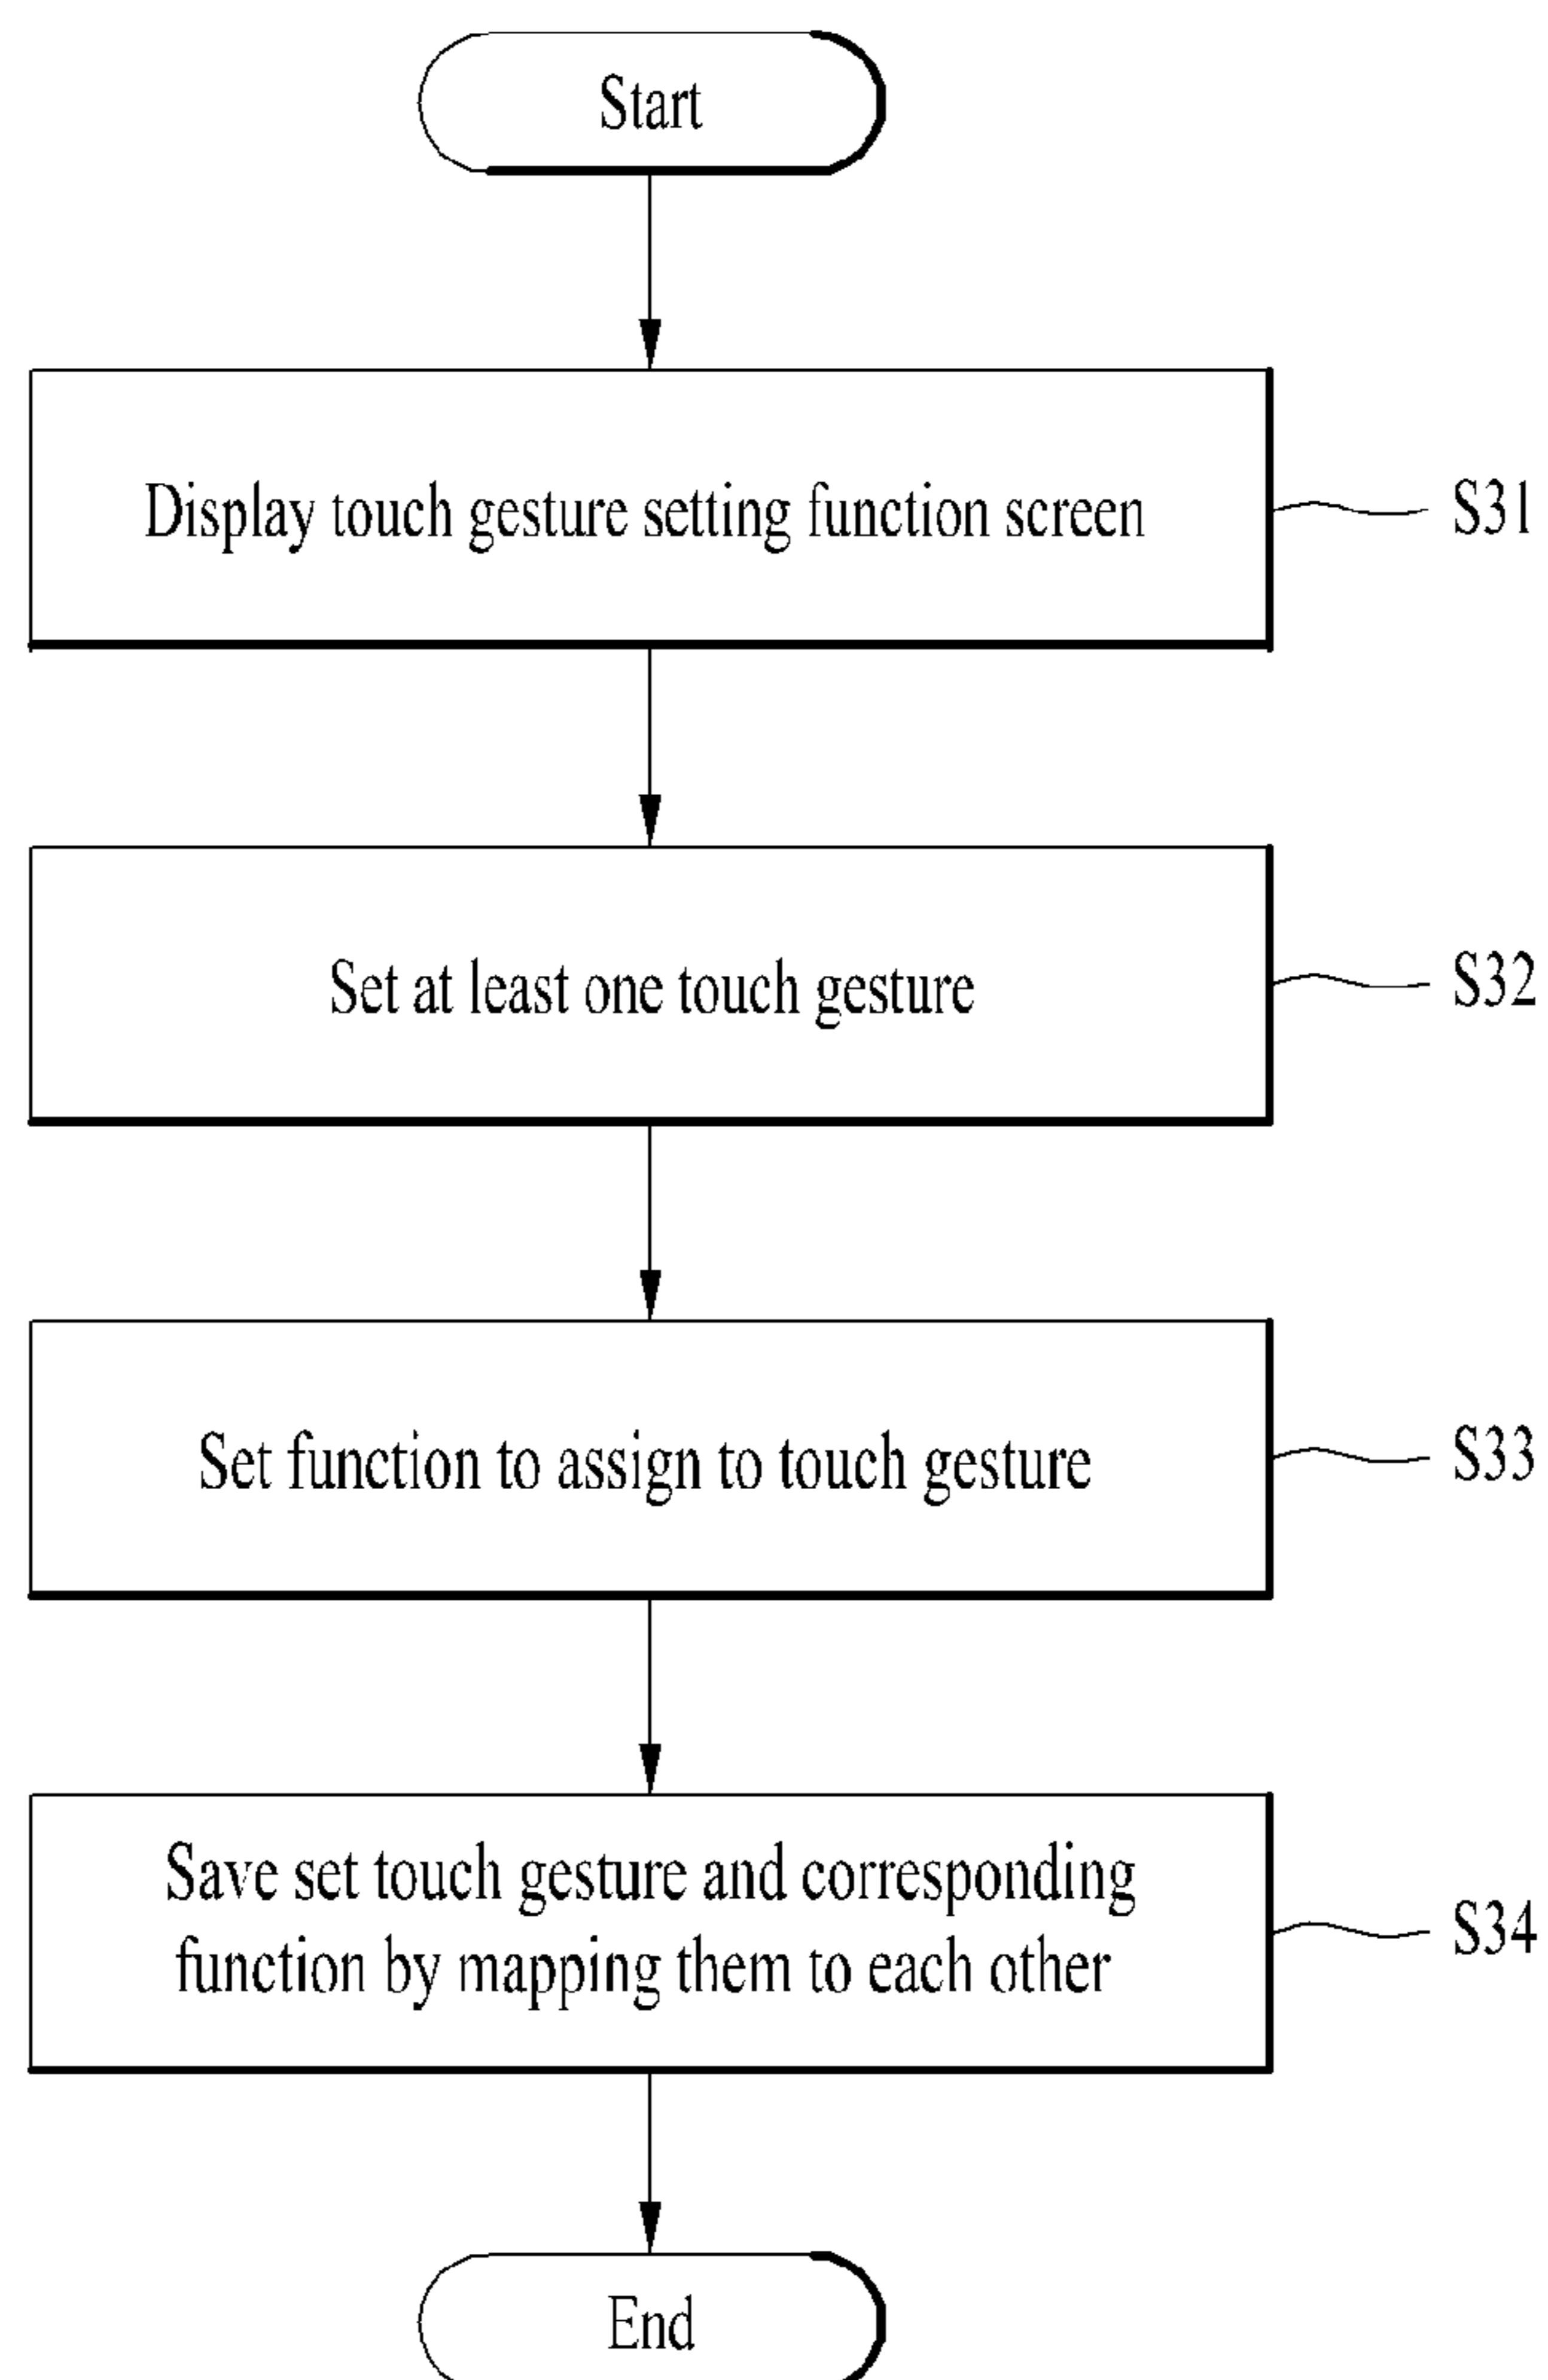 Start
Display touch gesture setting function screen
S31
Set at least one touch gesture
S32
Set function to assign to touch gesture
S33
Save set touch gesture and corresponding
function by mapping them to each other
S34
End